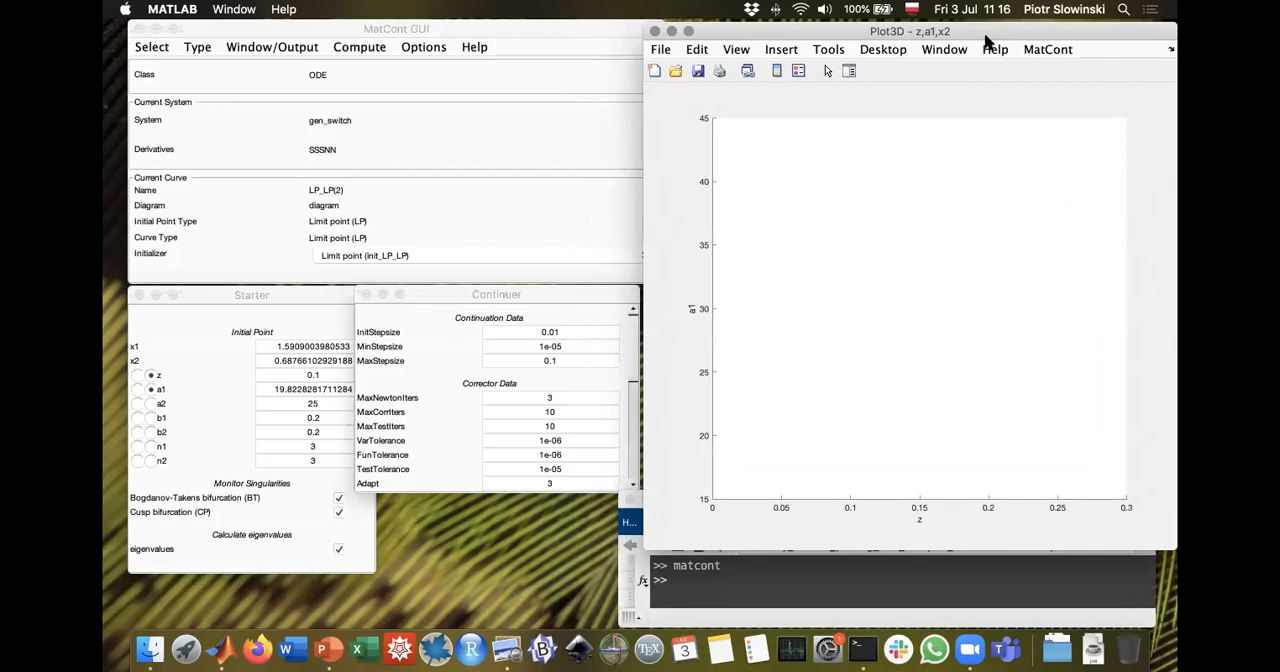 MATLAB Window Help
100% Fri 3 Jul 11 16 Piotr Slowinski
MatCont GUI
Select Type Window/Output Compute Options Help
Class ODE
Current System
System gen_switch
Derivatives SSSNN
Current Curve
Name LP_LP(2)
Diagram diagram
Initial Point Type Limit point (LP)
Curve Type Limit point (LP)
Initializer Limit point (init_LP_LP)
Starter
Initial Point
x1 1.5909003980533
x2 0.68766102929188
z 0.1
a1 19.8228281711284
a2 25
b1 0.2
b2 0.2
n1 3
n2 3
Monitor Singularities
Bogdanov-Takens bifurcation (BT)
Cusp bifurcation (CP)
Calculate eigenvalues
eigenvalues
Continuer
Continuation Data
InitStepsize 0.01
MinStepsize 1e-05
MaxStepsize 0.1
Corrector Data
MaxNewtonIters 3
MaxCorrIters 10
MaxTestIters 10
VarTolerance 1e-06
FunTolerance 1e-06
TestTolerance 1e-05
Adapt 3
Plot3D - z,a1,x2
File Edit View Insert Tools Desktop Window Help MatCont
45
40
35
30
25
20
15
a1
0 0.05 0.1 0.15 0.2 0.25 0.3
z
H...
>> matcont
fx >>
W P X R B TEX 3 1